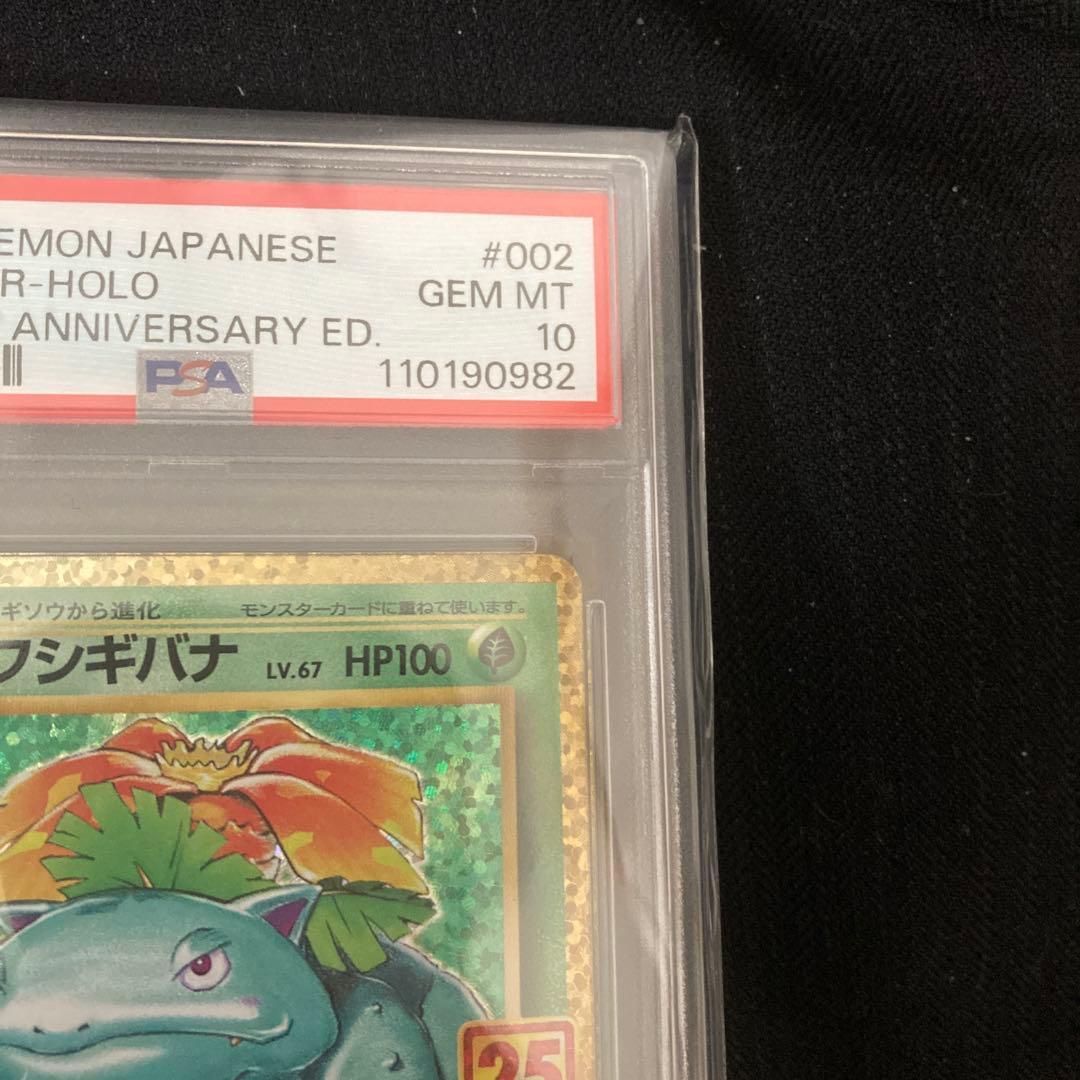 EMON JAPANESE #002
R-HOLO GEM MT
ANNIVERSARY ED. 10
PSA 110190982
ギソウから進化 モンスターカードに重ねて使います。
フシギバナ LV.67 HP100
25